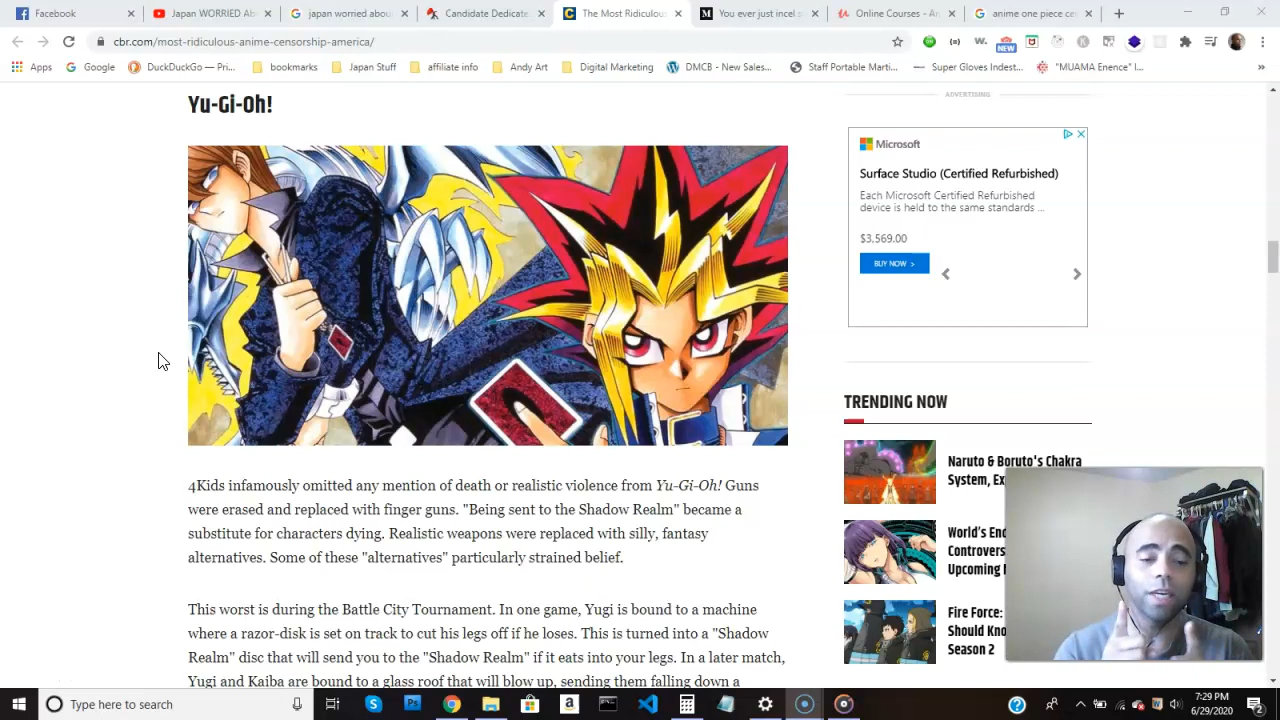 Japan WORRIED Abo
japan worried about
Candidate Dedicate
The Most Ridiculous
You ever just incel s
Online Courses - An
anime one piece ce
cbr.com/most-ridiculous-anime-censorship-america/
NEW
Apps
Google
DuckDuckGo — Pri...
bookmarks
Japan Stuff
affiliate info
Andy Art
Digital Marketing
DMCB - New Sales...
Staff Portable Marti...
Super Gloves Indest...
"MUAMA Enence" I...
»
Yu-Gi-Oh!
4Kids infamously omitted any mention of death or realistic violence from Yu-Gi-Oh! Guns
were erased and replaced with finger guns. "Being sent to the Shadow Realm" became a
substitute for characters dying. Realistic weapons were replaced with silly, fantasy
alternatives. Some of these "alternatives" particularly strained belief.
This worst is during the Battle City Tournament. In one game, Yugi is bound to a machine
where a razor-disk is set on track to cut his legs off if he loses. This is turned into a "Shadow
Realm" disc that will send you to the "Shadow Realm" if it eats into your legs. In a later match,
Yugi and Kaiba are bound to a glass roof that will blow up, sending them falling down a
ADVERTISING
Microsoft
Surface Studio (Certified Refurbished)
Each Microsoft Certified Refurbished
device is held to the same standards ...
$3,569.00
BUY NOW >
TRENDING NOW
Naruto & Boruto's Chakra
System, Ex
World's End
Controvers
Upcoming
Fire Force:
Should Kno
Season 2
Type here to search
7:29 PM
6/29/2020
2